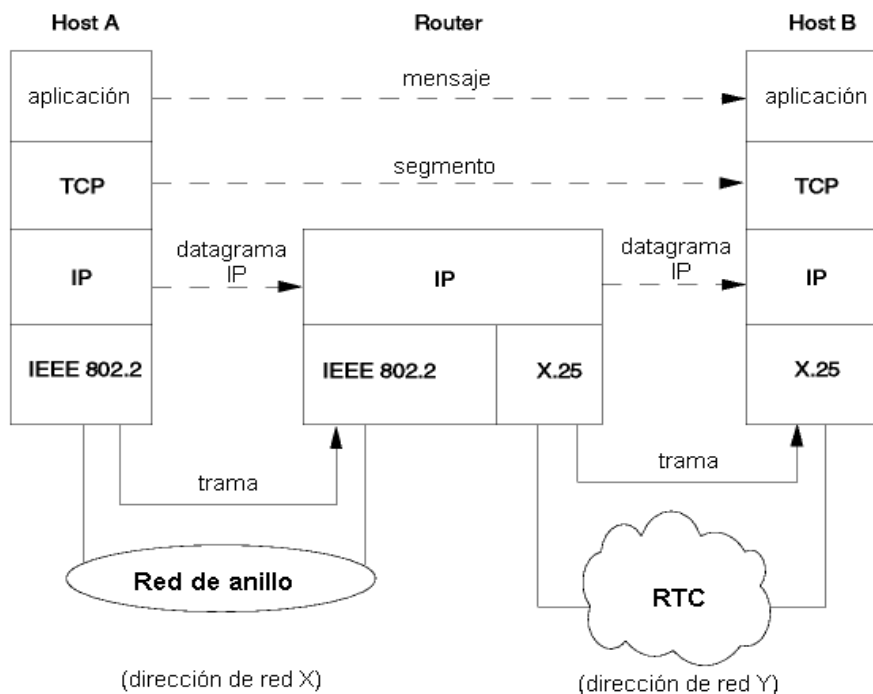 Host A
Router
Host B
aplicación
mensaje
aplicación
TCP
segmento
TCP
IP
datagrama
IP
IP
datagrama
IP
IP
IEEE 802.2
IEEE 802.2
X.25
X.25
trama
trama
Red de anillo
RTC
(dirección de red X)
(dirección de red Y)